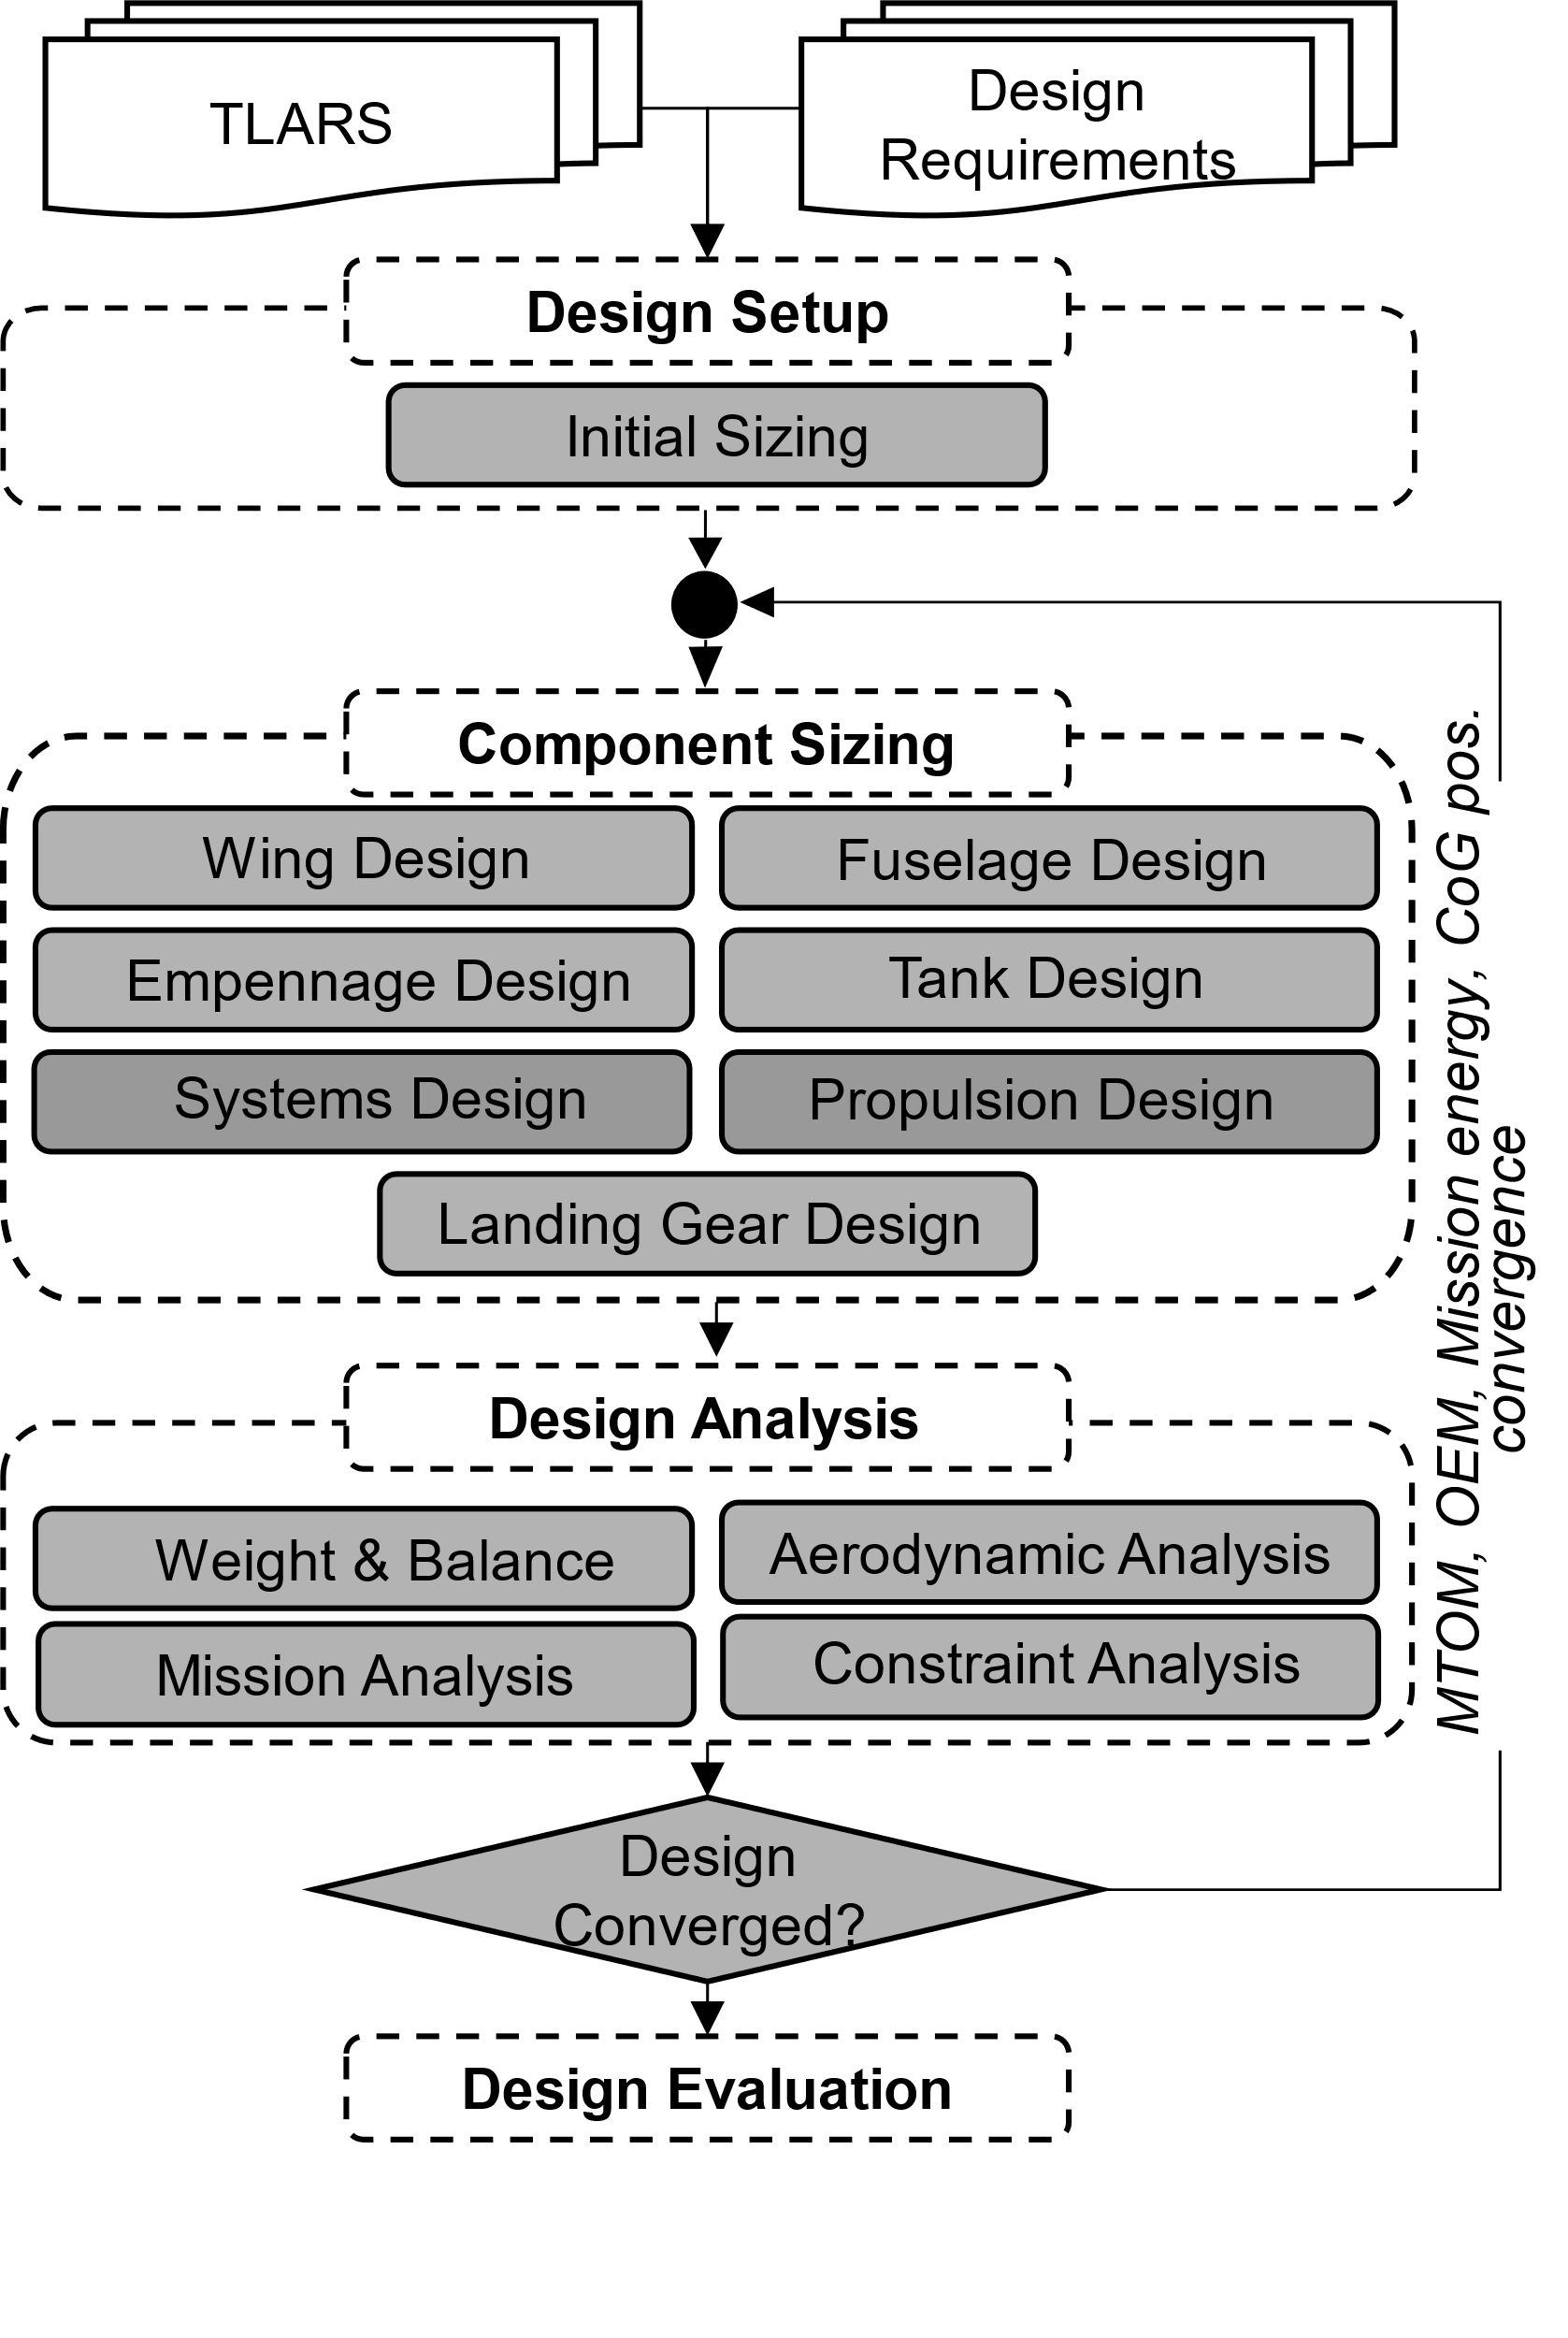 TLARS
Design
Requirements
Design Setup
Initial Sizing
Component Sizing
Wing Design
Fuselage Design
Empennage Design
Tank Design
Systems Design
Propulsion Design
Landing Gear Design
MTOM, OEM, Mission energy, CoG pos.
convergence
Design Analysis
Weight & Balance
Aerodynamic Analysis
Mission Analysis
Constraint Analysis
Design
Converged?
Design Evaluation